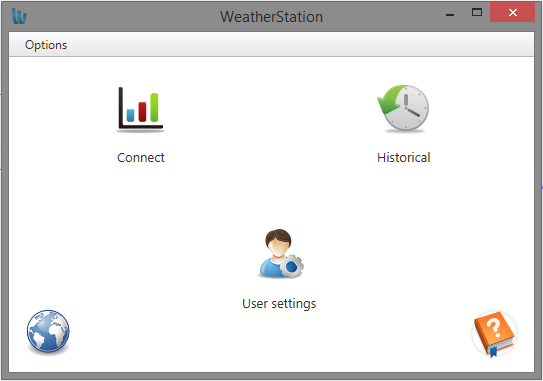 WeatherStation
Options
Connect
Historical
User settings
?